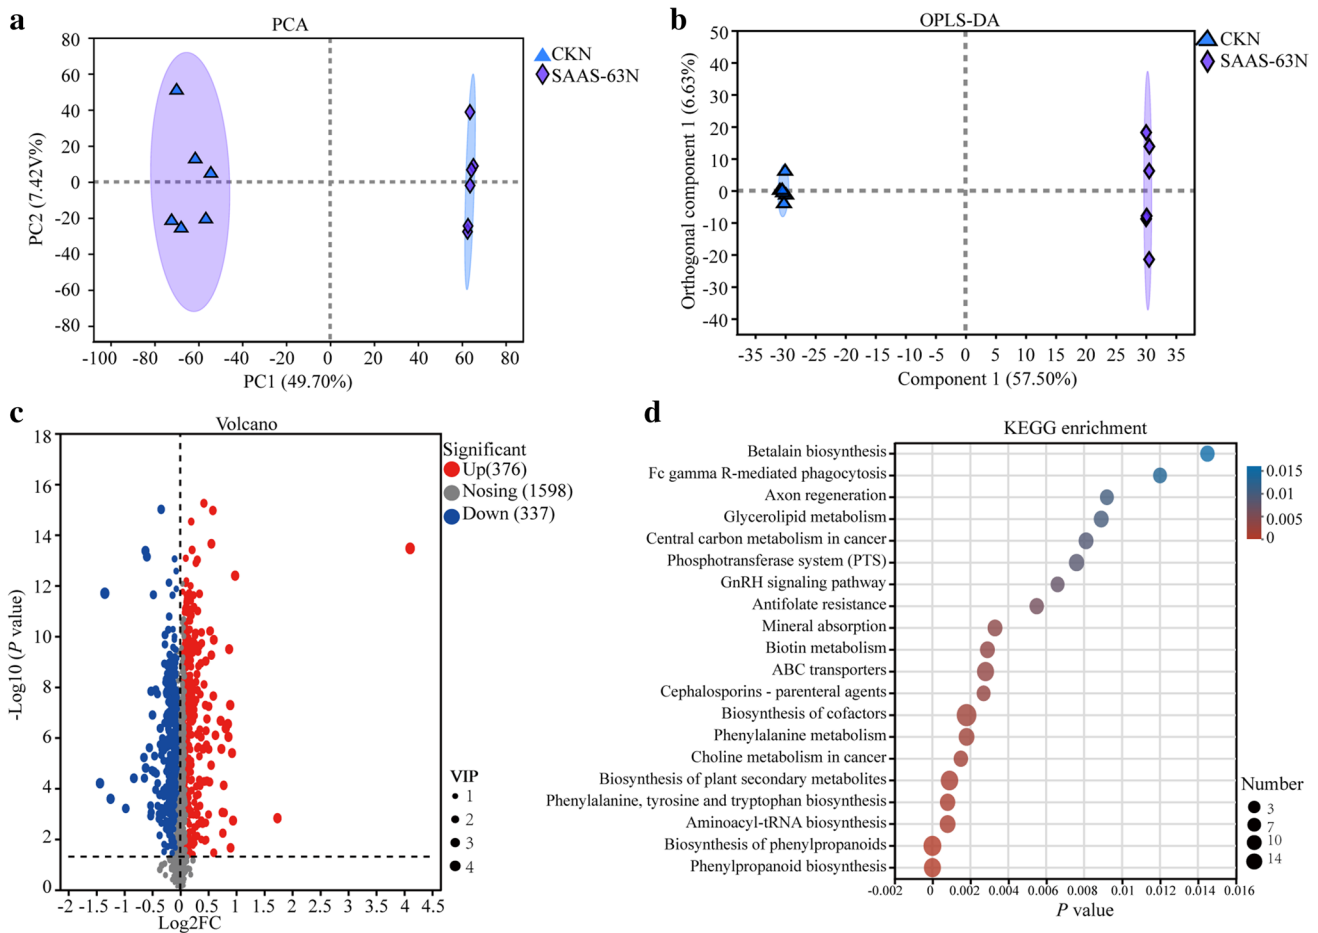 a
PCA
CKN
SAAS-63N
PC2 (7.42V%)
80
60
40
20
0
-20
-40
-60
-80
-100 -80 -60 -40 -20 0 20 40 60 80
PC1 (49.70%)
b
OPLS-DA
CKN
SAAS-63N
Orthogonal component 1 (6.63%)
50
40
30
20
10
0
-10
-20
-30
-40
-35 -30 -20 -20 -15 -10 -5 0 5 10 15 20 25 30 35
Component 1 (57.50%)
c
Volcano
Significant
Up(376)
Nosing (1598)
Down (337)
-Log10 (P value)
18
16
14
12
10
8
6
4
2
0
VIP
1
2
3
4
-2 -1.5 -1 -0.5 0 0.5 1 1.5 2 2.5 3 3.5 4 4.5
Log2FC
d
KEGG enrichment
Betalain biosynthesis
Fc gamma R-mediated phagocytosis
Axon regeneration
Glycerolipid metabolism
Central carbon metabolism in cancer
Phosphotransferase system (PTS)
GnRH signaling pathway
Antifolate resistance
Mineral absorption
Biotin metabolism
ABC transporters
Cephalosporins - parenteral agents
Biosynthesis of cofactors
Phenylalanine metabolism
Choline metabolism in cancer
Biosynthesis of plant secondary metabolites
Phenylalanine, tyrosine and tryptophan biosynthesis
Aminoacyl-tRNA biosynthesis
Biosynthesis of phenylpropanoids
Phenylpropanoid biosynthesis
0.015
0.01
0.005
0
Number
3
7
10
14
-0.002 0 0.002 0.004 0.006 0.008 0.01 0.012 0.014 0.016
P value